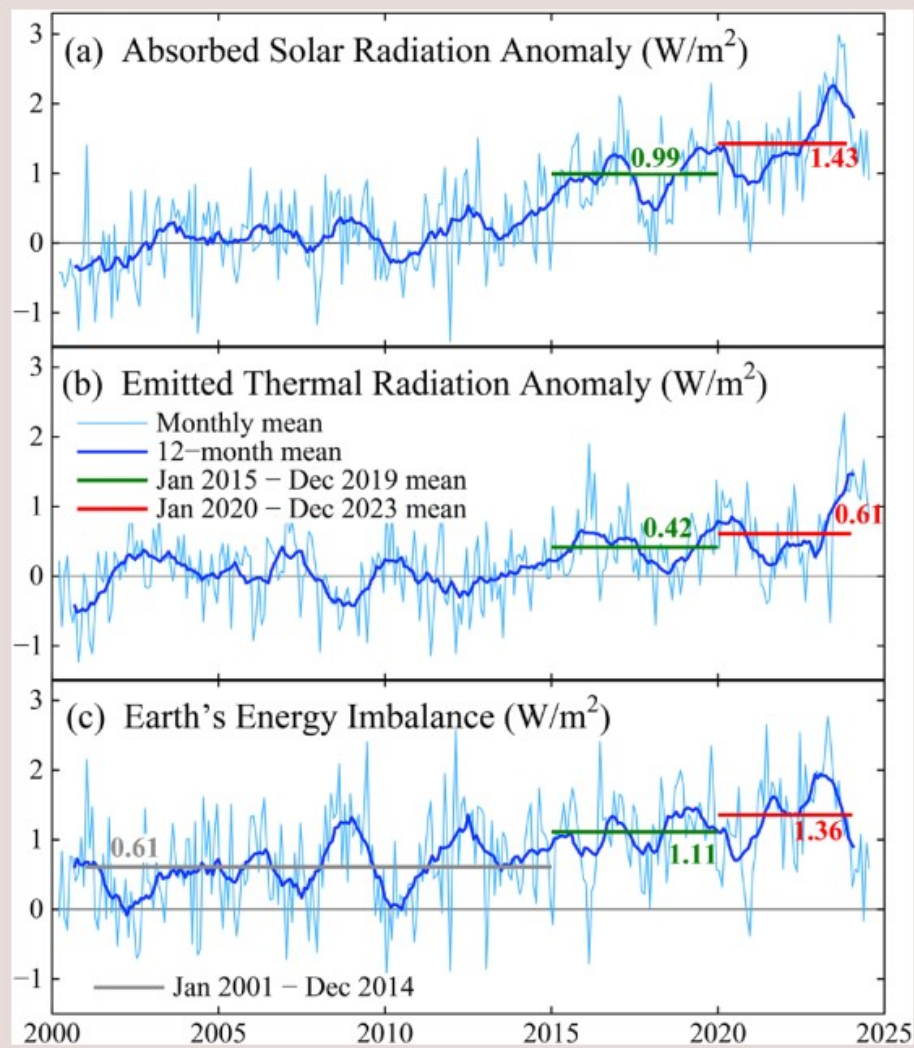 3
(a) Absorbed Solar Radiation Anomaly (W/m²)
2
0.99
1
1.43
0
−1
3
(b) Emitted Thermal Radiation Anomaly (W/m²)
Monthly mean
2
12−month mean
Jan 2015 − Dec 2019 mean
1
Jan 2020 − Dec 2023 mean
0.61
0.42
0
−1
3
(c) Earth's Energy Imbalance (W/m²)
2
1.36
1
0.61
1.11
0
−1
Jan 2001 − Dec 2014
2000 2005 2010 2015 2020 2025